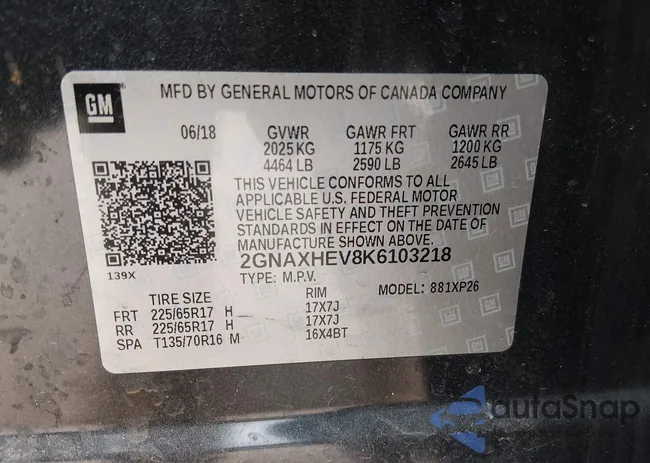 GM
MFD BY GENERAL MOTORS OF CANADA COMPANY
06/18 GVWR GAWR FRT GAWR RR
2025 KG 1175 KG 1200 KG
4464 LB 2590 LB 2645 LB
THIS VEHICLE CONFORMS TO ALL
APPLICABLE U.S. FEDERAL MOTOR
VEHICLE SAFETY AND THEFT PREVENTION
STANDARDS IN EFFECT ON THE DATE OF
MANUFACTURE SHOWN ABOVE.
2GNAXHEV8K6103218
139X
TYPE: M.P.V. MODEL: 881XP26
TIRE SIZE RIM
FRT 225/65R17 H 17X7J
RR 225/65R17 H 17X7J
SPA T135/70R16 M 16X4BT
autaSnap